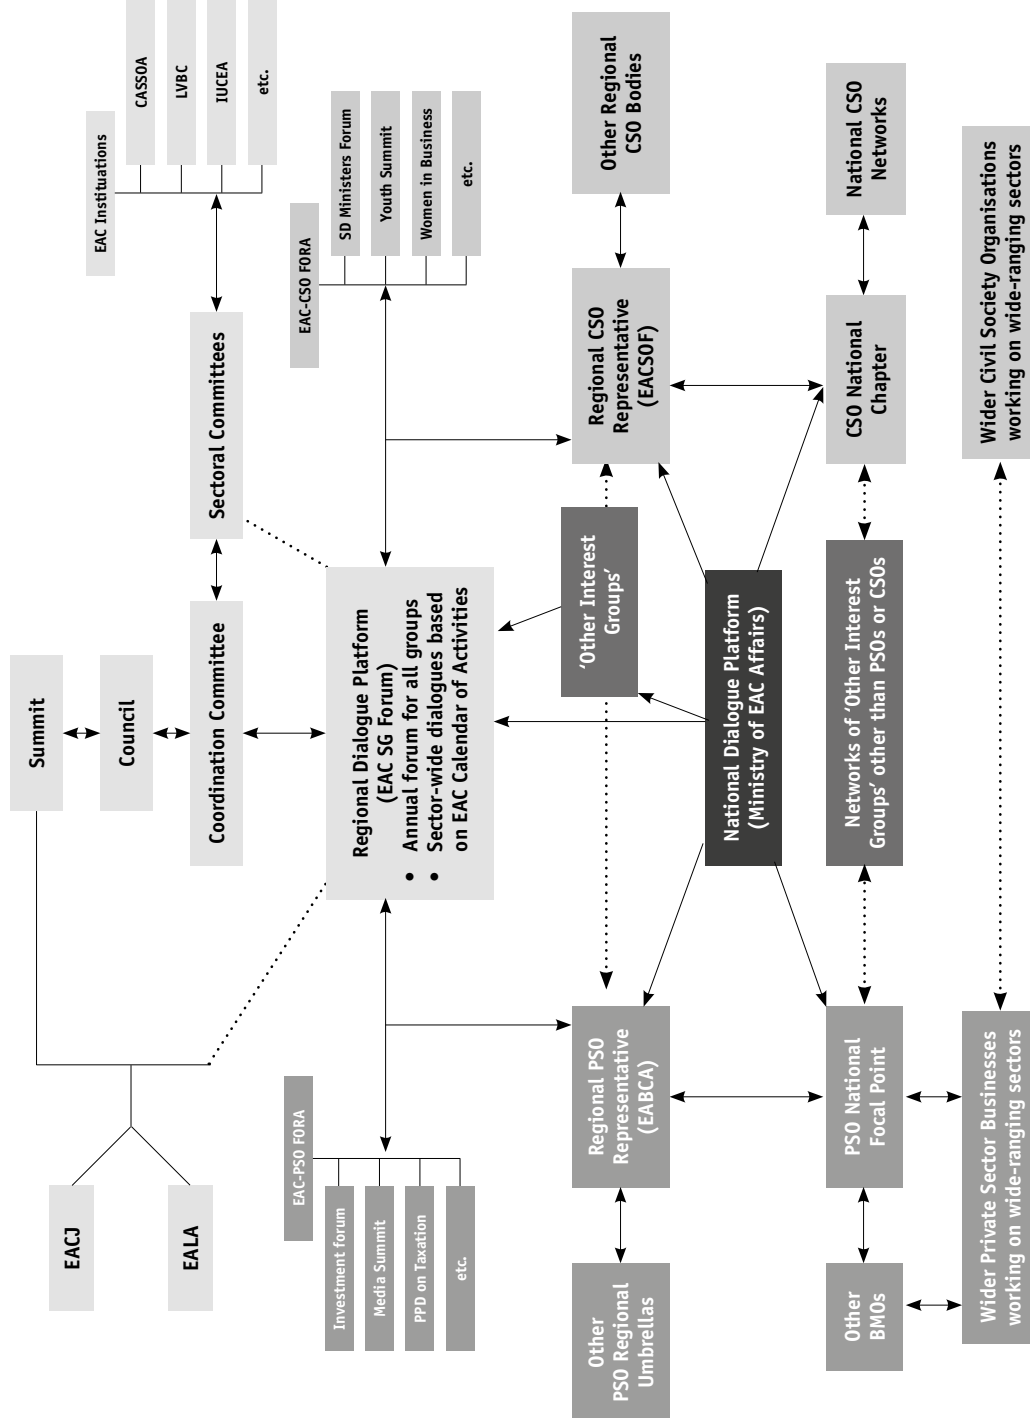 EACJ
EALA
Summit
Council
Coordination Committee
Sectoral Committees
EAC Instituations
CASSOA
LVBC
IUCEA
etc.
EAC-PSO FORA
Investment forum
Media Summit
PPD on Taxation
etc.
Regional Dialogue Platform
(EAC SG Forum)
• Annual forum for all groups
• Sector-wide dialogues based
on EAC Calendar of Activities
EAC-CSO FORA
SD Ministers Forum
Youth Summit
Women in Business
etc.
Other
PSO Regional
Umbrellas
Regional PSO
Representative
(EABCA)
'Other Interest
Groups'
Regional CSO
Representative
(EACSOF)
Other Regional
CSO Bodies
National Dialogue Platform
(Ministry of EAC Affairs)
Other
BMOs
PSO National
Focal Point
Networks of 'Other Interest
Groups' other than PSOs or CSOs
CSO National
Chapter
National CSO
Networks
Wider Private Sector Businesses
working on wide-ranging sectors
Wider Civil Society Organisations
working on wide-ranging sectors